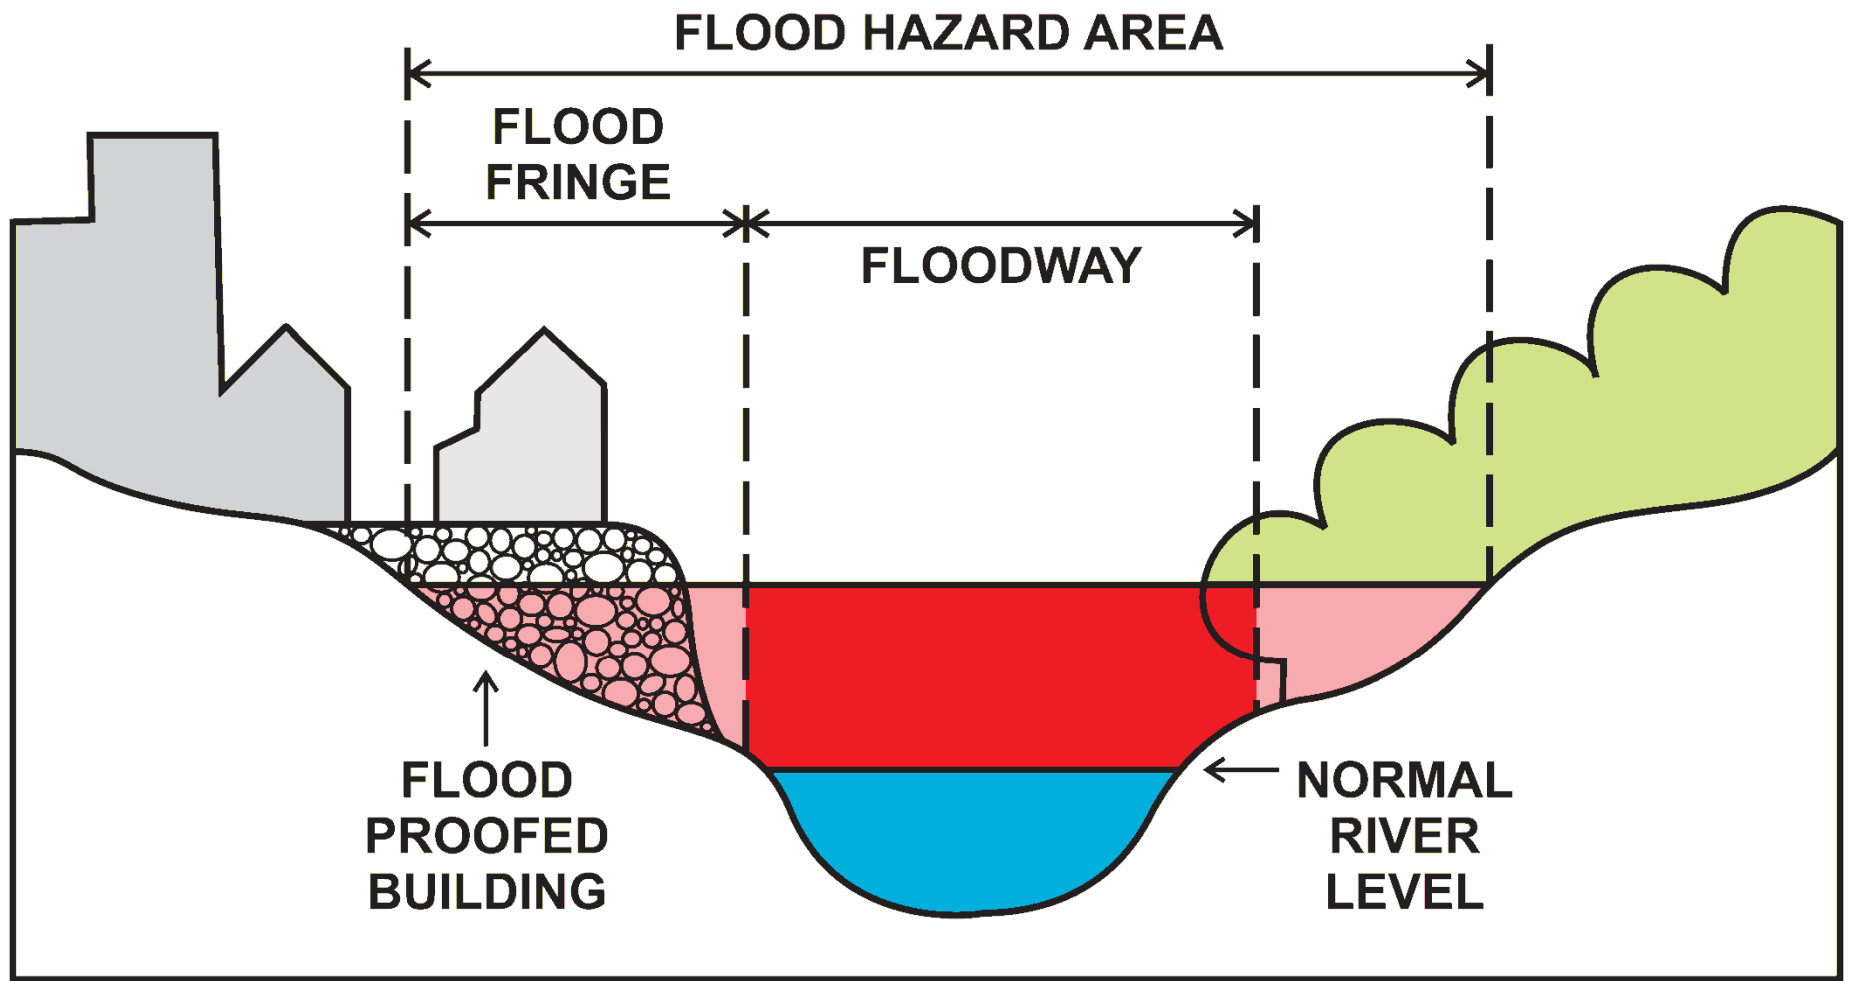 FLOOD HAZARD AREA
FLOOD
FRINGE
FLOODWAY
FLOOD
PROOFED
BUILDING
NORMAL
RIVER
LEVEL